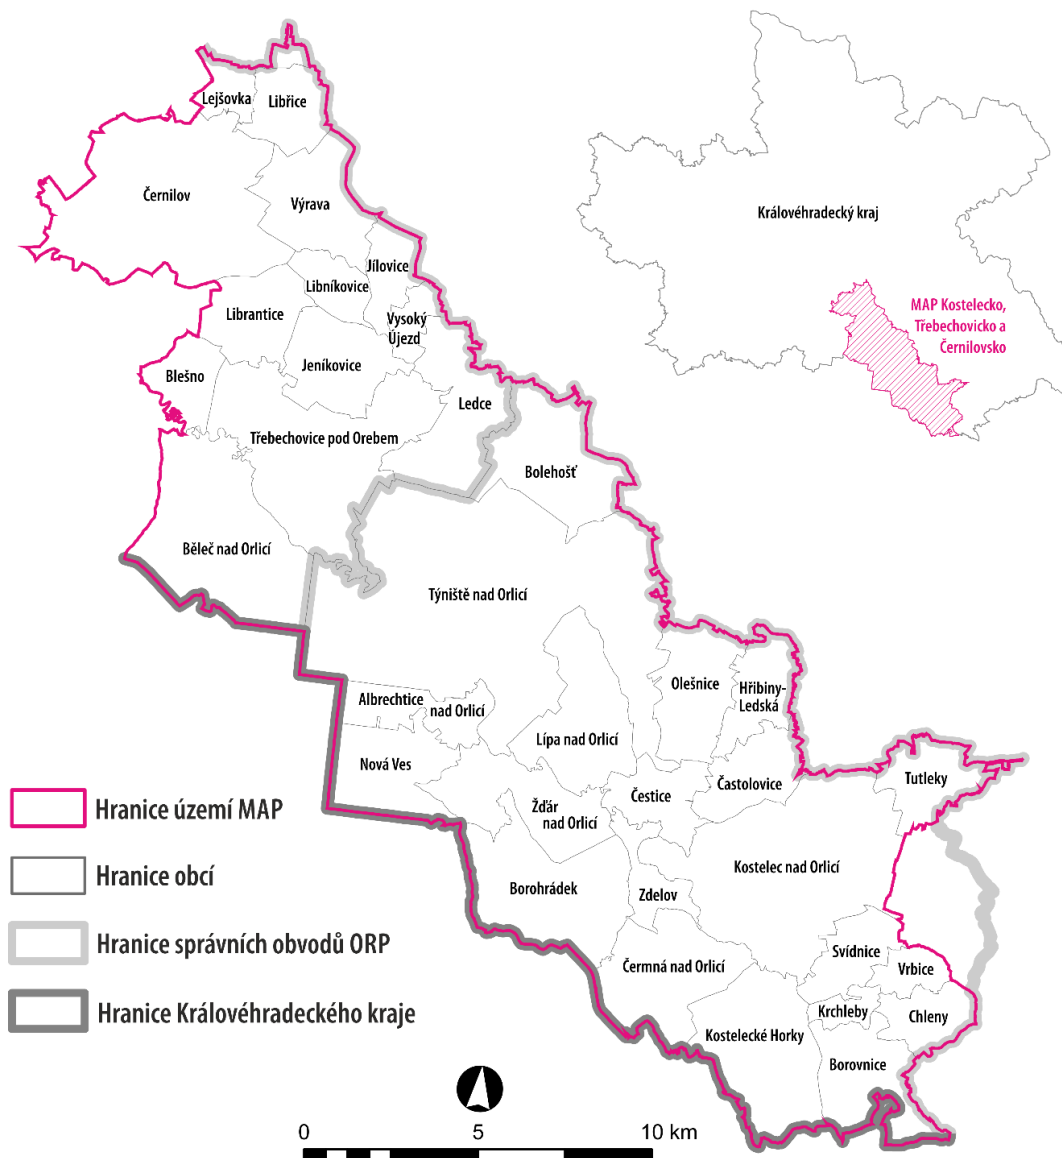 Lejšovka
Libřice
Černilov
Výrava
Královéhradecký kraj
Jílovice
Libníkovice
Librantice
Vysoký
Újezd
MAP Kostelecko,
Třebechovicko a
Černilovsko
Jeníkovice
Blešno
Ledce
Třebechovice pod Orebem
Bolehošť
Běleč nad Orlicí
Týniště nad Orlicí
Olešnice
Hřibiny-
Ledská
Albrechtice
nad Orlicí
Lípa nad Orlicí
Nová Ves
Čestice
Častolovice
Tutleky
Žďár
nad Orlicí
Hranice území MAP
Hranice obcí
Hranice správních obvodů ORP
Hranice Královéhradeckého kraje
Kostelec nad Orlicí
Borohrádek
Zdelov
Svídnice
Vrbice
Čermná nad Orlicí
Krchleby
Chleny
Kostelecké Horky
Borovnice
0 5 10 km